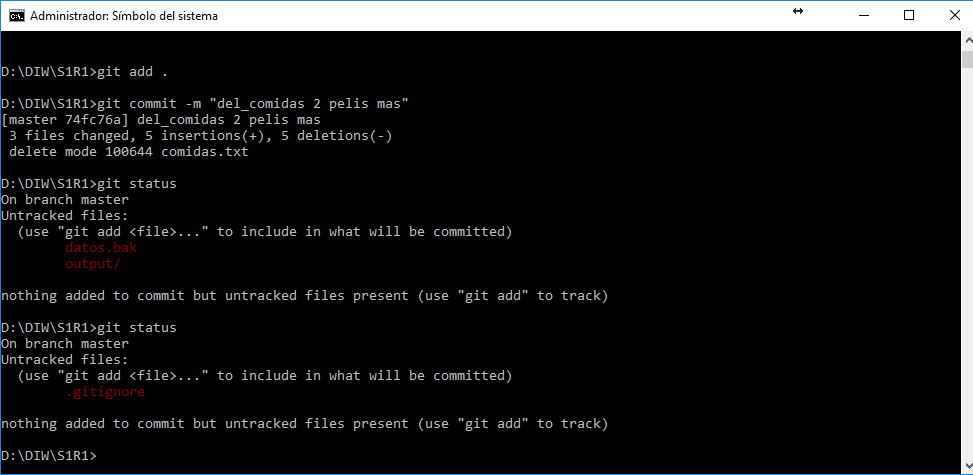 Administrador: Símbolo del sistema
D:\DIW\S1R1>git add .
D:\DIW\S1R1>git commit -m "del_comidas 2 pelis mas"
[master 74fc76a] del_comidas 2 pelis mas
 3 files changed, 5 insertions(+), 5 deletions(-)
 delete mode 100644 comidas.txt
D:\DIW\S1R1>git status
On branch master
Untracked files:
  (use "git add <file>..." to include in what will be committed)
        datos.bak
        output/
nothing added to commit but untracked files present (use "git add" to track)
D:\DIW\S1R1>git status
On branch master
Untracked files:
  (use "git add <file>..." to include in what will be committed)
        .gitignore
nothing added to commit but untracked files present (use "git add" to track)
D:\DIW\S1R1>